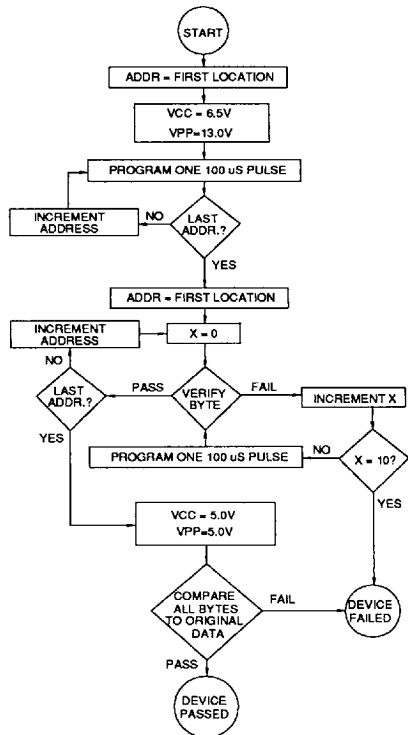 START
ADDR = FIRST LOCATION
VCC = 6.5V
VPP=13.0V
PROGRAM ONE 100 uS PULSE
INCREMENT
ADDRESS
NO
LAST
ADDR.?
YES
ADDR = FIRST LOCATION
INCREMENT
ADDRESS
X = 0
NO
LAST
ADDR.?
PASS
VERIFY
BYTE
FAIL
INCREMENT X
YES
PROGRAM ONE 100 uS PULSE
NO
X = 10?
YES
VCC = 5.0V
VPP=5.0V
COMPARE
ALL BYTES
TO ORIGINAL
DATA
FAIL
DEVICE
FAILED
PASS
DEVICE
PASSED